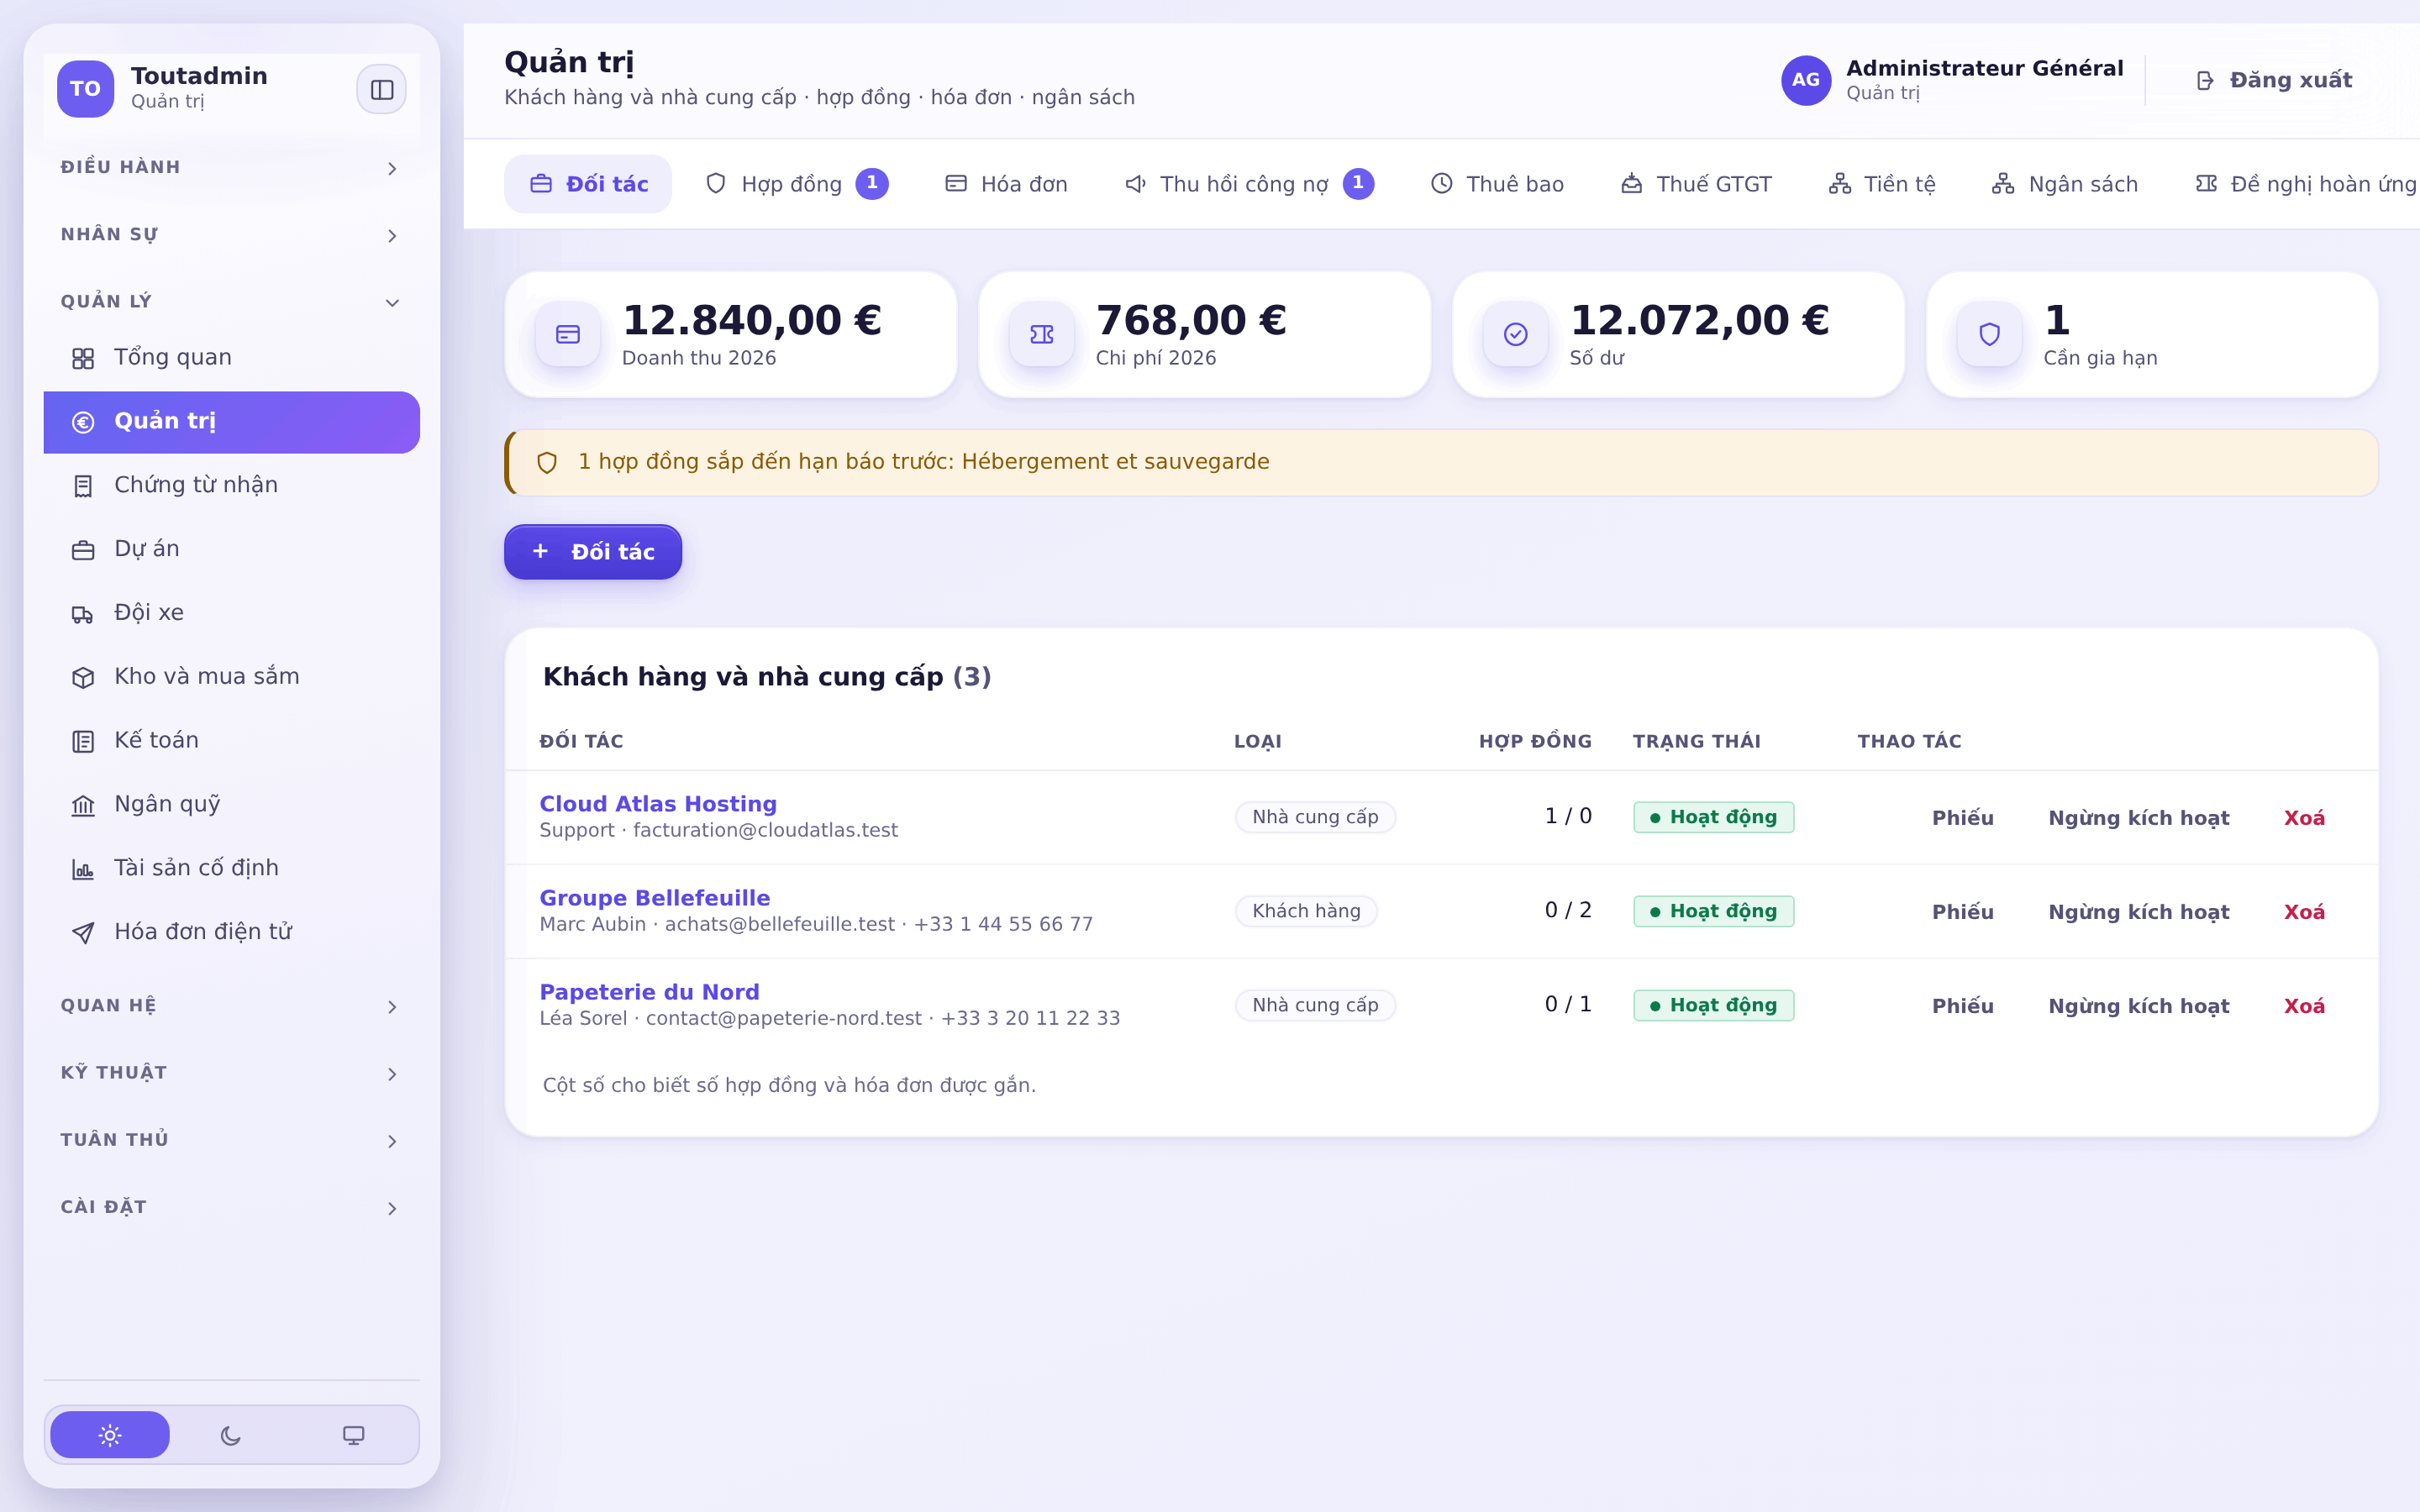 TO
Toutadmin
Quản trị
ĐIỀU HÀNH
NHÂN SỰ
QUẢN LÝ
Tổng quan
Quản trị
Chứng từ nhận
Dự án
Đội xe
Kho và mua sắm
Kế toán
Ngân quỹ
Tài sản cố định
Hóa đơn điện tử
QUAN HỆ
KỸ THUẬT
TUÂN THỦ
CÀI ĐẶT
Quản trị
Khách hàng và nhà cung cấp · hợp đồng · hóa đơn · ngân sách
AG
Administrateur Général
Quản trị
Đăng xuất
Đối tác
Hợp đồng 1
Hóa đơn
Thu hồi công nợ 1
Thuê bao
Thuế GTGT
Tiền tệ
Ngân sách
Đề nghị hoàn ứng
12.840,00 €
Doanh thu 2026
768,00 €
Chi phí 2026
12.072,00 €
Số dư
1
Cần gia hạn
1 hợp đồng sắp đến hạn báo trước: Hébergement et sauvegarde
+ Đối tác
Khách hàng và nhà cung cấp (3)
ĐỐI TÁC LOẠI HỢP ĐỒNG TRẠNG THÁI THAO TÁC
Cloud Atlas Hosting
Support · facturation@cloudatlas.test
Nhà cung cấp 1 / 0 Hoạt động Phiếu Ngừng kích hoạt Xoá
Groupe Bellefeuille
Marc Aubin · achats@bellefeuille.test · +33 1 44 55 66 77
Khách hàng 0 / 2 Hoạt động Phiếu Ngừng kích hoạt Xoá
Papeterie du Nord
Léa Sorel · contact@papeterie-nord.test · +33 3 20 11 22 33
Nhà cung cấp 0 / 1 Hoạt động Phiếu Ngừng kích hoạt Xoá
Cột số cho biết số hợp đồng và hóa đơn được gắn.